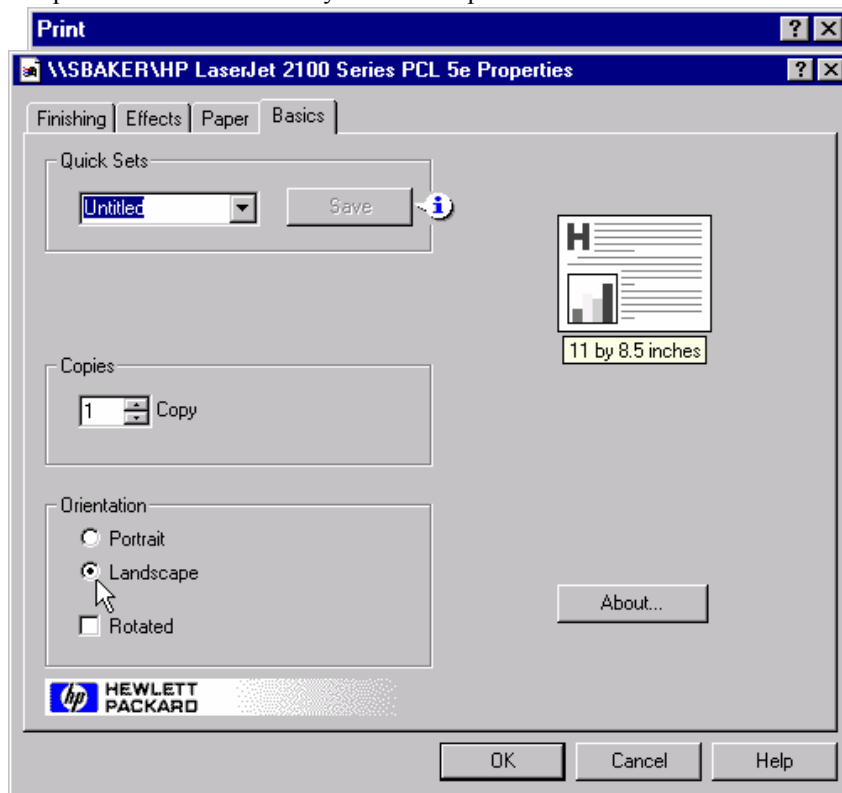 Print
\\SBAKER\HP LaserJet 2100 Series PCL 5e Properties
Finishing Effects Paper Basics
Quick Sets
Untitled Save
H
11 by 8.5 inches
Copies
1 Copy
Orientation
Portrait
Landscape
Rotated
About...
hp HEWLETT
PACKARD
OK Cancel Help